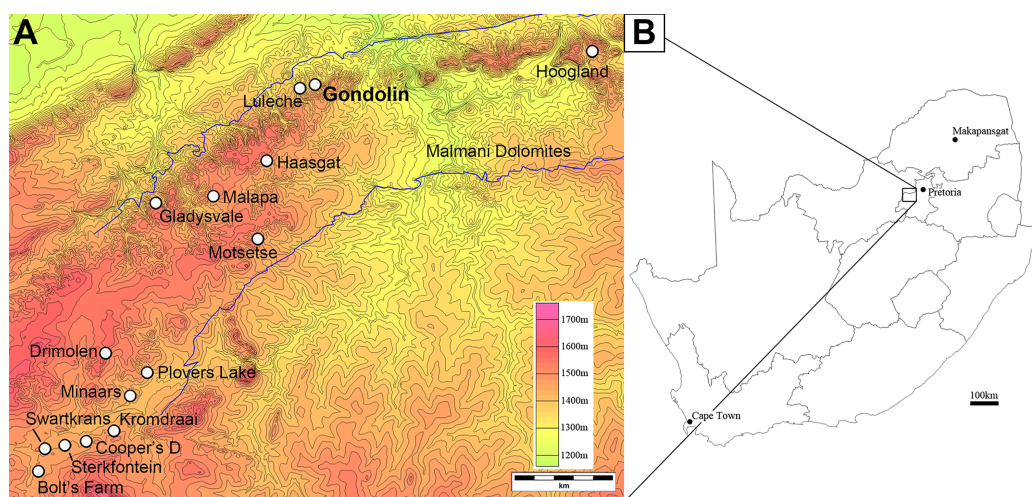 A
B
Hoogland
Luleche
Gondolin
Malmani Dolomites
Haasgat
Malapa
Gladysvale
Motsetse
Makapansgat
Pretoria
1700m
1600m
1500m
1400m
1300m
1200m
Drimolen
Plovers Lake
Minaars
Swartkrans
Kromdraai
Cooper's D
Sterkfontein
Bolt's Farm
km
100km
Cape Town